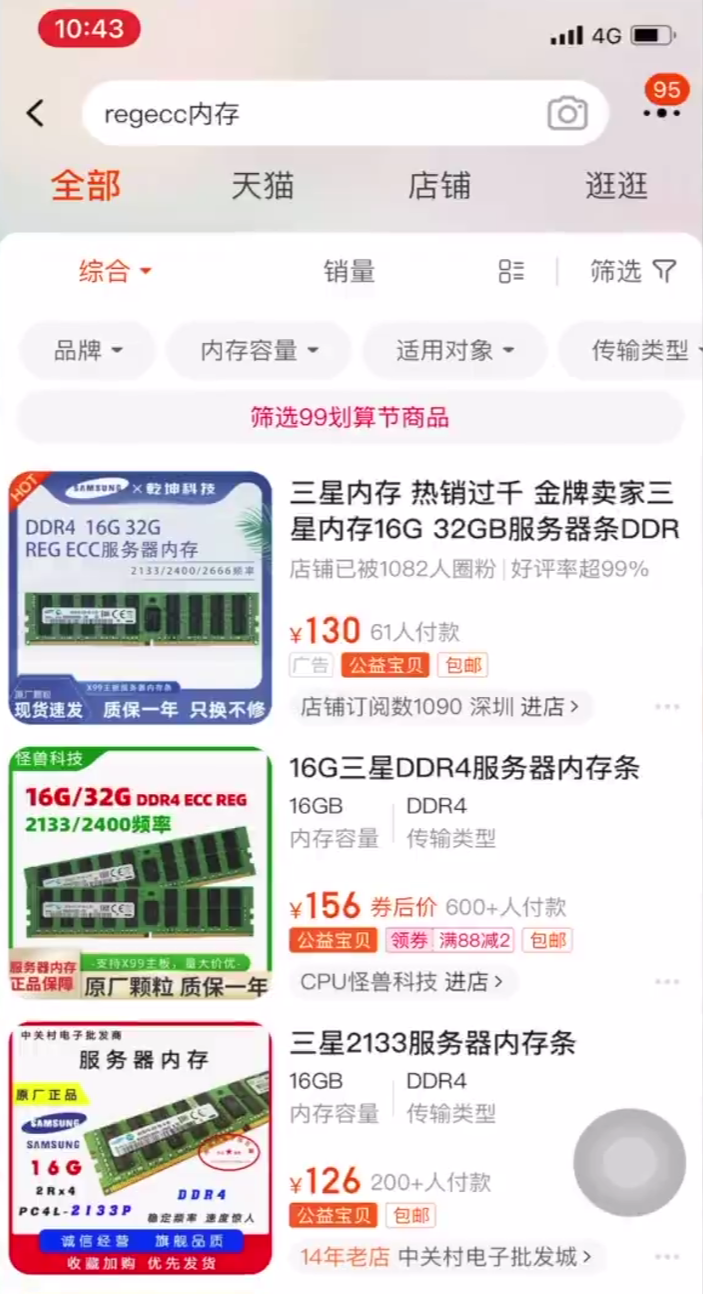 10:43
4G
95
regecc内存
全部
天猫
店铺
逛逛
综合
销量
筛选
品牌
内存容量
适用对象
传输类型
筛选99划算节商品
HOT
SAMSUNG × 乾坤科技
DDR4 16G 32G
REG ECC服务器内存
2133/2400/2666频率
X99主板服务器内存条
原厂颗粒
现货速发 质保一年 只换不修
三星内存 热销过千 金牌卖家三
星内存16G 32GB服务器条DDR
店铺已被1082人圈粉 | 好评率超99%
¥130 61人付款
广告 公益宝贝 包邮
店铺订阅数1090 深圳 进店
怪兽科技
16G/32G DDR4 ECC REG
2133/2400频率
·支持X99主板，量大价优·
服务器内存
正品保障
原厂颗粒 质保一年
16G三星DDR4服务器内存条
16GB DDR4
内存容量 传输类型
¥156 券后价 600+人付款
公益宝贝 领券 满88减2 包邮
CPU怪兽科技 进店
中关村电子批发商
服务器内存
原厂正品
SAMSUNG
SAMSUNG
16G
2Rx4
PC4L-2133P
DDR4
稳定频率 速度惊人
诚信经营 旗舰品质
收藏加购 优先发货
三星2133服务器内存条
16GB DDR4
内存容量 传输类型
¥126 200+人付款
公益宝贝 包邮
14年老店 中关村电子批发城